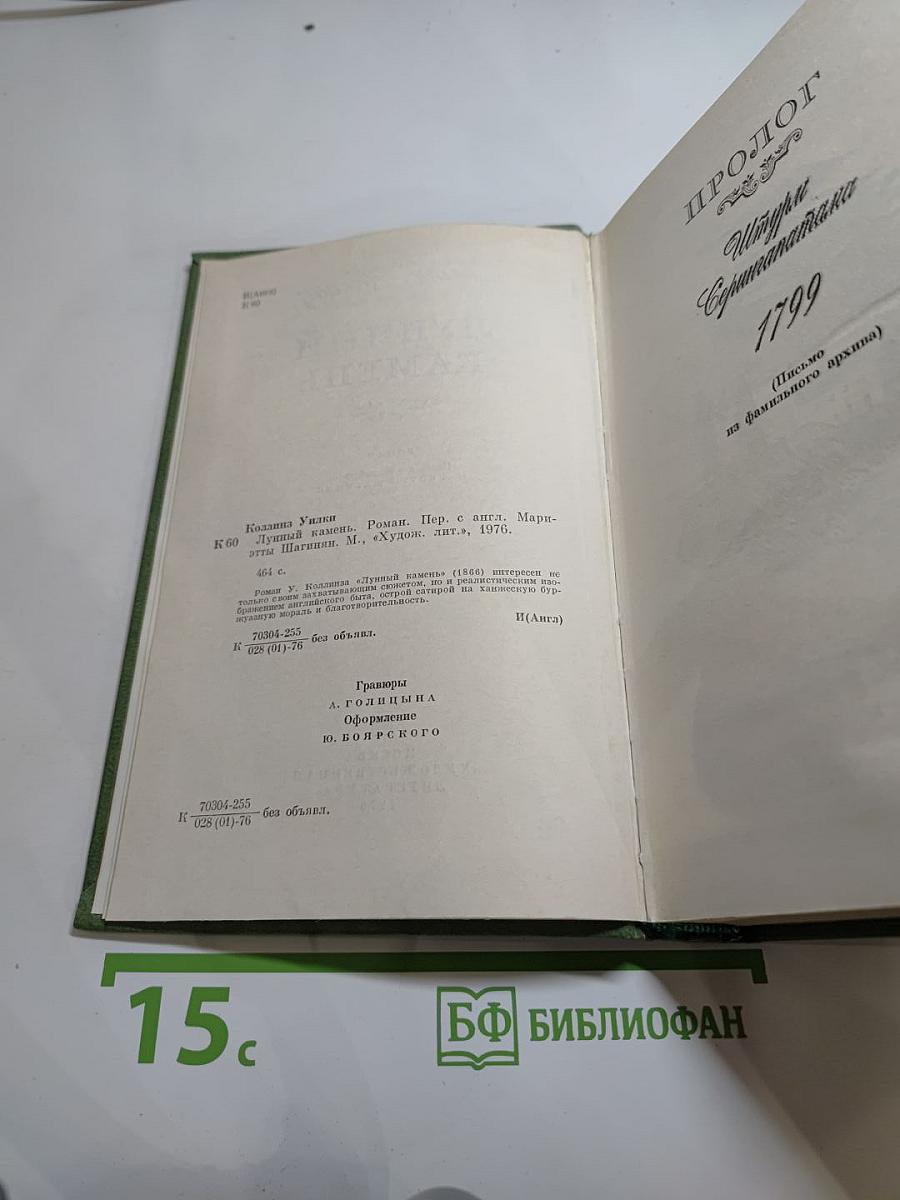 И(Англ)
К 60
Коллинз Уилки
К 60 Лунный камень. Роман. Пер. с англ. Мари-
этты Шагинян. М., «Худож. лит.», 1976.
464 с.
Роман У. Коллинза «Лунный камень» (1866) интересен не
только своим захватывающим сюжетом, но и реалистическим изо-
бражением английского быта, острой сатирой на ханжескую бур-
жуазную мораль и благотворительность.
К 70304-255
028 (01)-76 без объявл.
И(Англ)
Гравюры
А. ГОЛИЦЫНА
Оформление
Ю. БОЯРСКОГО
К 70304-255
028 (01)-76 без объявл.
ПРОЛОГ
Штурм
Серингапатама
1799
(Письмо
из фамильного архива)
15 с
БФ БИБЛИОФАН